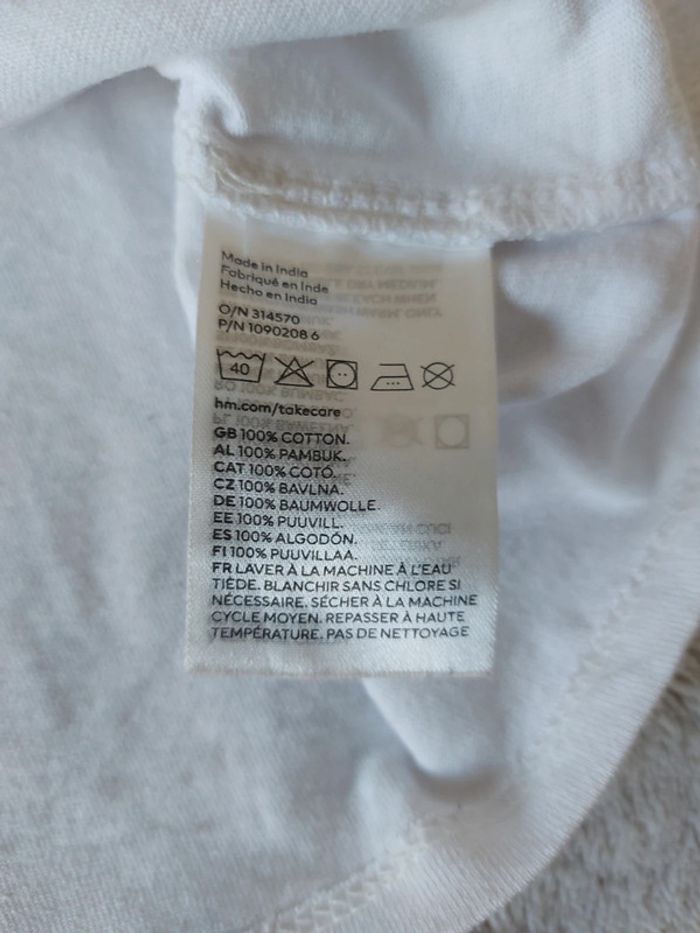 Made in India
Fabriqué en Inde
Hecho en India
O/N 314570
P/N 1090208 6
40
hm.com/takecare
GB 100% COTTON.
AL 100% PAMBUK.
CAT 100% COTÓ.
CZ 100% BAVLNA.
DE 100% BAUMWOLLE.
EE 100% PUUVILL.
ES 100% ALGODÓN.
FI 100% PUUVILLAA.
FR LAVER À LA MACHINE À L'EAU
TIÈDE. BLANCHIR SANS CHLORE SI
NÉCESSAIRE. SÉCHER À LA MACHINE
CYCLE MOYEN. REPASSER À HAUTE
TEMPÉRATURE. PAS DE NETTOYAGE